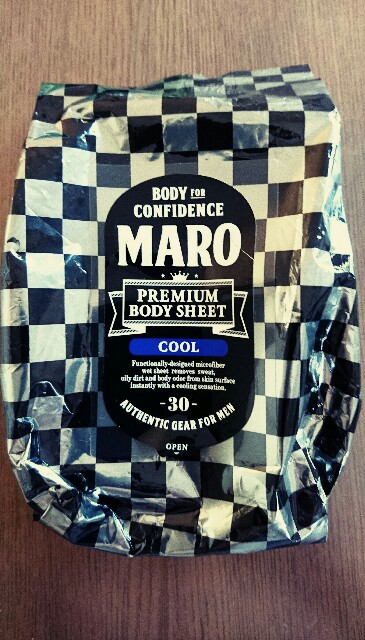 BODY FOR
CONFIDENCE
MARO
PREMIUM
BODY SHEET
COOL
Functionally-designed microfiber
wet sheet removes sweat,
oily dirt and body odor from skin surface
instantly with a cooling sensation.
-30-
AUTHENTIC GEAR FOR MEN
OPEN